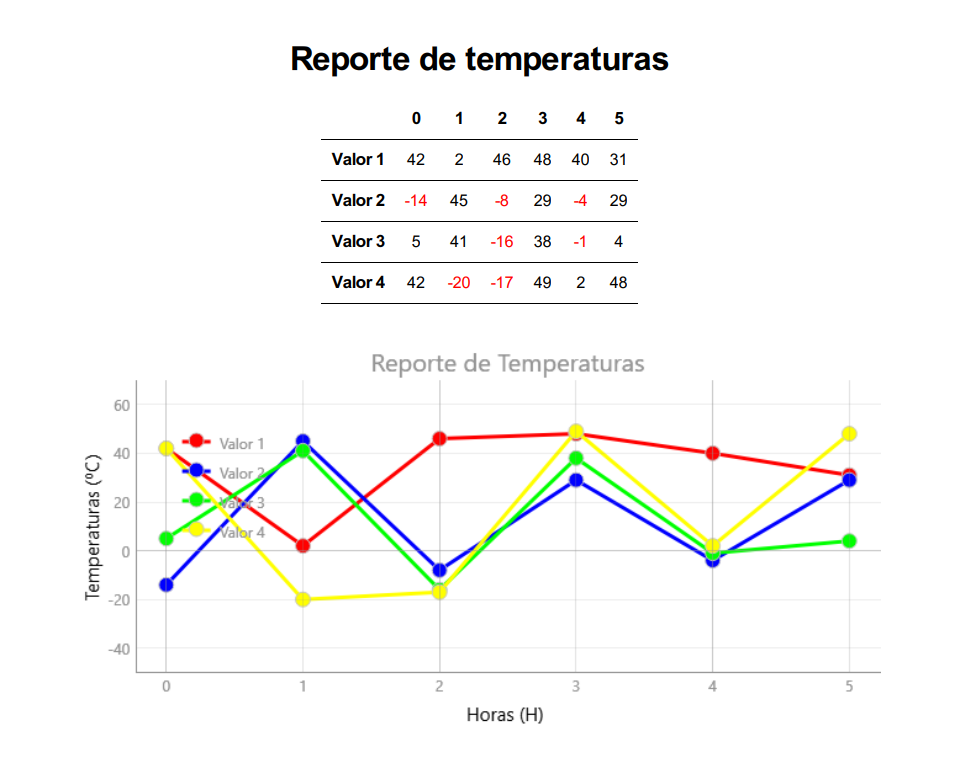 Reporte de temperaturas
0 1 2 3 4 5
Valor 1 42 2 46 48 40 31
Valor 2 -14 45 -8 29 -4 29
Valor 3 5 41 -16 38 -1 4
Valor 4 42 -20 -17 49 2 48
Reporte de Temperaturas
Temperaturas (ºC)
60
40
20
0
-20
-40
Valor 1
Valor 2
Valor 3
Valor 4
0 1 2 3 4 5
Horas (H)